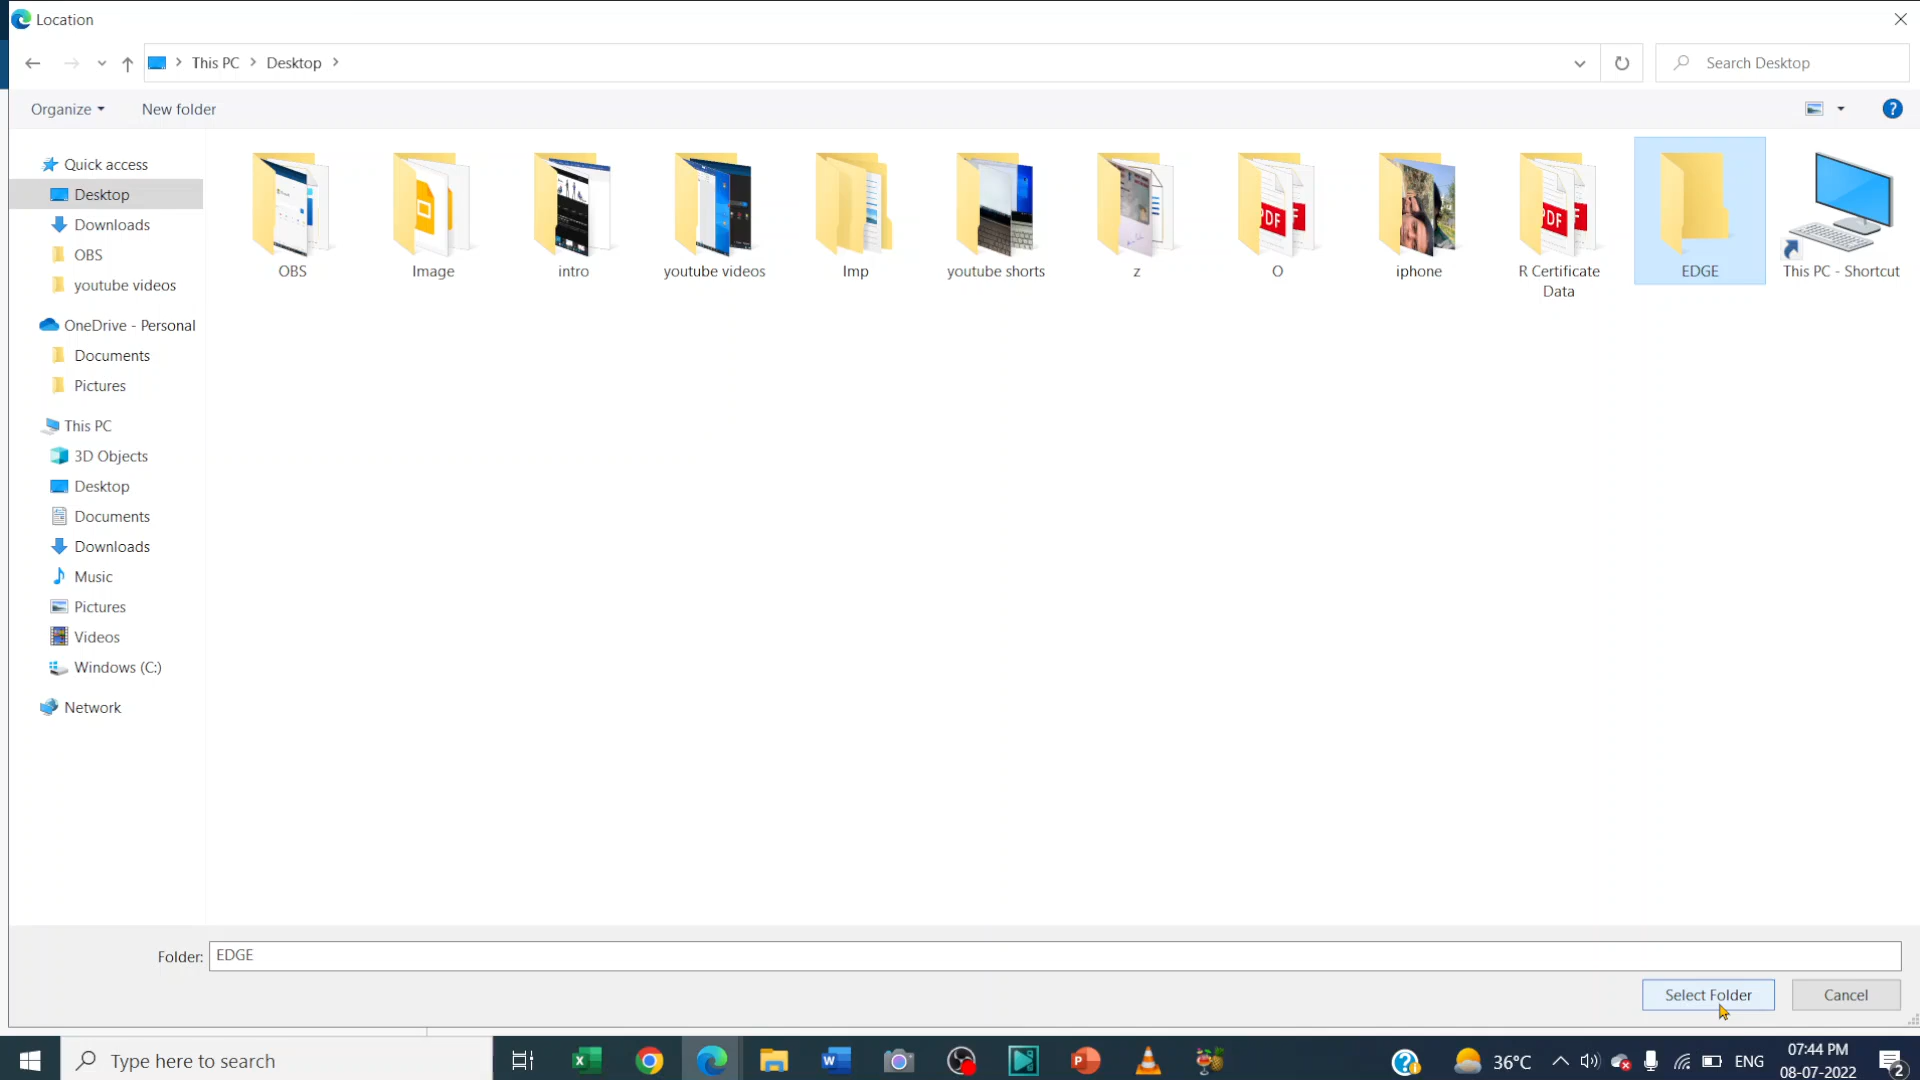 Location
This PC
Desktop
Search Desktop
Organize
New folder
?
Quick access
Desktop
Downloads
OBS
youtube videos
OneDrive - Personal
Documents
Pictures
This PC
3D Objects
Desktop
Documents
Downloads
Music
Pictures
Videos
Windows (C:)
Network
OBS
Image
intro
youtube videos
Imp
youtube shorts
z
PDF
O
iphone
PDF
R Certificate
Data
EDGE
This PC - Shortcut
Folder:
EDGE
Select Folder
Cancel
Type here to search
36°C
ENG
07:44 PM
08-07-2022
2